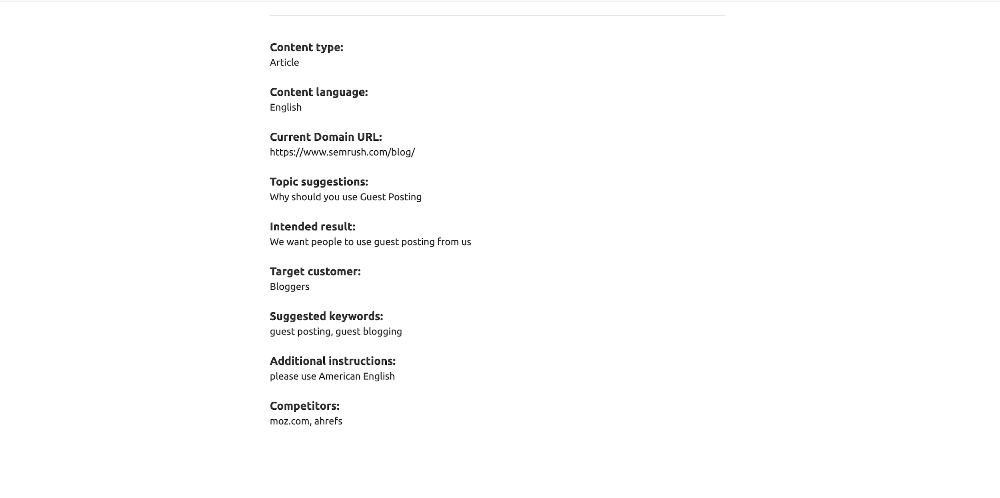 Content type:
Article
Content language:
English
Current Domain URL:
https://www.semrush.com/blog/
Topic suggestions:
Why should you use Guest Posting
Intended result:
We want people to use guest posting from us
Target customer:
Bloggers
Suggested keywords:
guest posting, guest blogging
Additional instructions:
please use American English
Competitors:
moz.com, ahrefs